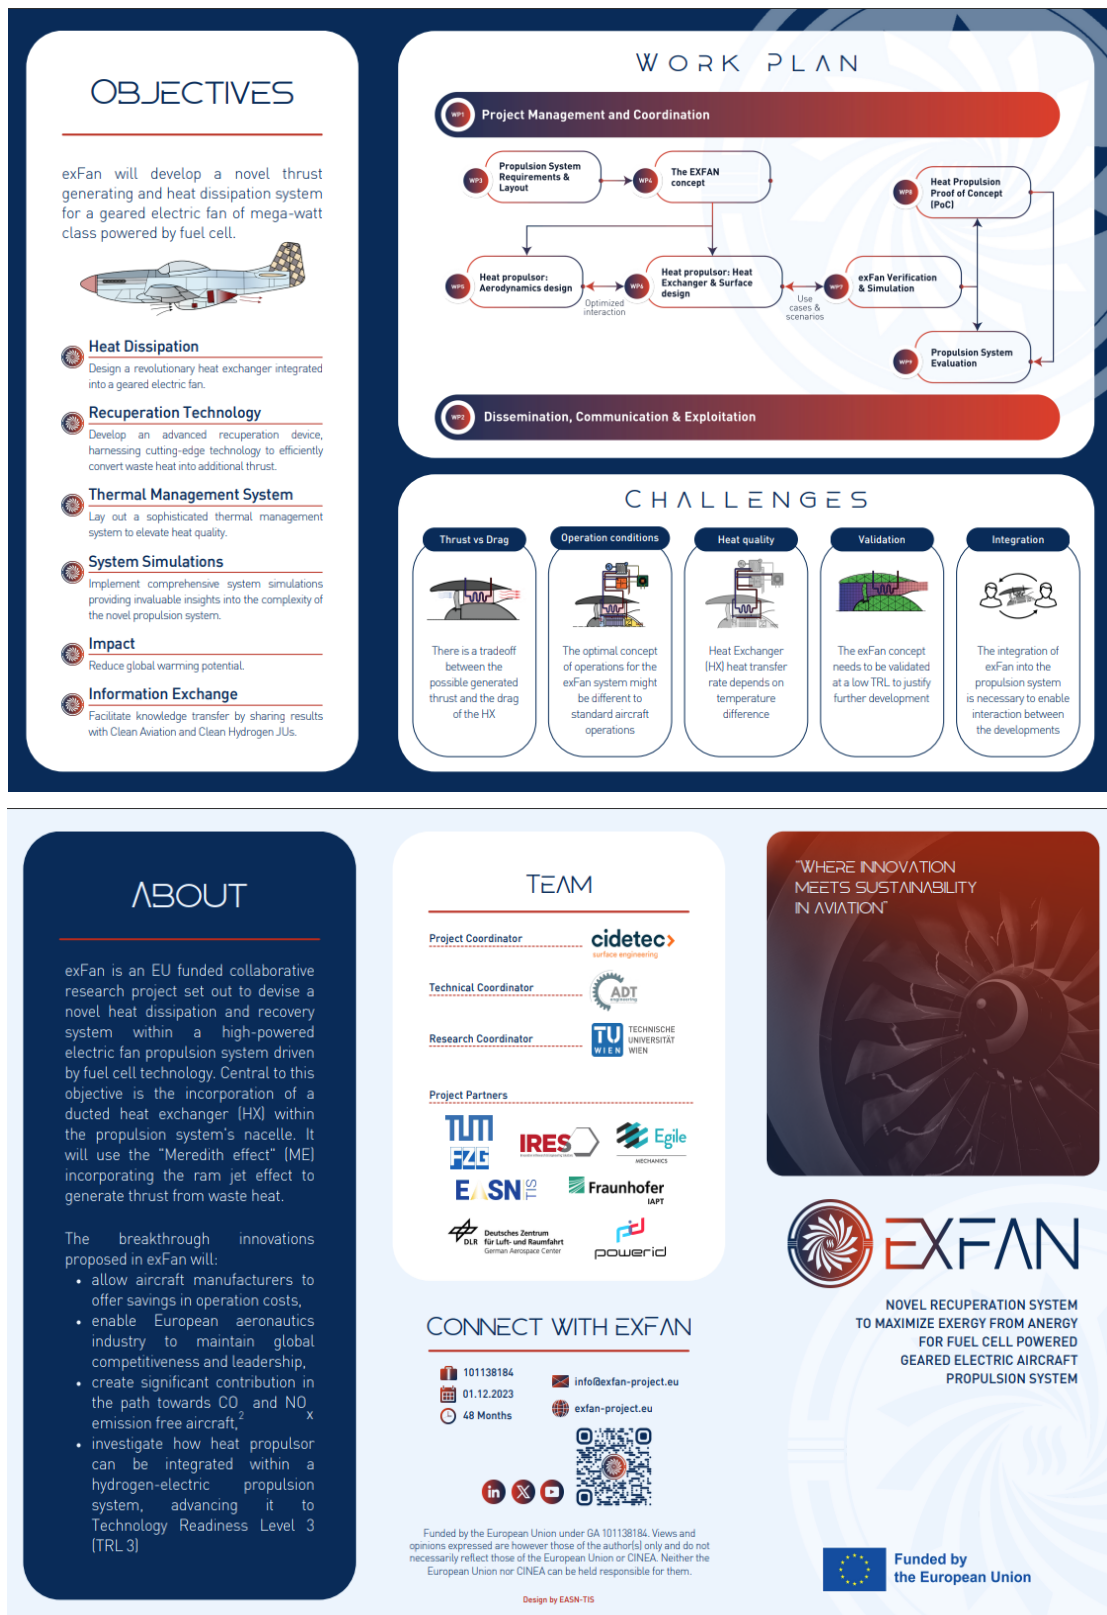 OBJECTIVES
exFan will develop a novel thrust
generating and heat dissipation system
for a geared electric fan of mega-watt
class powered by fuel cell.
Heat Dissipation
Design a revolutionary heat exchanger integrated
into a geared electric fan.
Recuperation Technology
Develop an advanced recuperation device,
harnessing cutting-edge technology to efficiently
convert waste heat into additional thrust.
Thermal Management System
Lay out a sophisticated thermal management
system to elevate heat quality.
System Simulations
Implement comprehensive system simulations
providing invaluable insights into the complexity of
the novel propulsion system.
Impact
Reduce global warming potential.
Information Exchange
Facilitate knowledge transfer by sharing results
with Clean Aviation and Clean Hydrogen JUs.
WORK PLAN
WP1 Project Management and Coordination
WP3 Propulsion System
Requirements &
Layout
WP4 The EXFAN
concept
WP8 Heat Propulsion
Proof of Concept
(PoC)
WP5 Heat propulsor:
Aerodynamics design
Optimized
interaction
WP6 Heat propulsor: Heat
Exchanger & Surface
design
Use
cases &
scenarios
WP7 exFan Verification
& Simulation
WP9 Propulsion System
Evaluation
WP2 Dissemination, Communication & Exploitation
CHALLENGES
Thrust vs Drag
There is a tradeoff
between the
possible generated
thrust and the drag
of the HX
Operation conditions
The optimal concept
of operations for the
exFan system might
be different to
standard aircraft
operations
Heat quality
Heat Exchanger
(HX) heat transfer
rate depends on
temperature
difference
Validation
The exFan concept
needs to be validated
at a low TRL to justify
further development
Integration
The integration of
exFan into the
propulsion system
is necessary to enable
interaction between
the developments
ABOUT
exFan is an EU funded collaborative
research project set out to devise a
novel heat dissipation and recovery
system within a high-powered
electric fan propulsion system driven
by fuel cell technology. Central to this
objective is the incorporation of a
ducted heat exchanger (HX) within
the propulsion system's nacelle. It
will use the "Meredith effect" (ME)
incorporating the ram jet effect to
generate thrust from waste heat.
The breakthrough innovations
proposed in exFan will:
• allow aircraft manufacturers to
offer savings in operation costs,
• enable European aeronautics
industry to maintain global
competitiveness and leadership,
• create significant contribution in
the path towards CO2 and NOx
emission free aircraft,
• investigate how heat propulsor
can be integrated within a
hydrogen-electric propulsion
system, advancing it to
Technology Readiness Level 3
(TRL 3)
TEAM
Project Coordinator
cidetec>
surface engineering
Technical Coordinator
ADT
engineering
Research Coordinator
TU
WIEN
TECHNISCHE
UNIVERSITÄT
WIEN
Project Partners
TUM
FZG
IRES
Egile
MECHANICS
EASN TIS
Fraunhofer
IAPT
DLR
Deutsches Zentrum
für Luft- und Raumfahrt
German Aerospace Center
powerid
CONNECT WITH EXFAN
101138184
01.12.2023
48 Months
info@exfan-project.eu
exfan-project.eu
in X
Funded by the European Union under GA 101138184. Views and
opinions expressed are however those of the author(s) only and do not
necessarily reflect those of the European Union or CINEA. Neither the
European Union nor CINEA can be held responsible for them.
Design by EASN-TIS
"WHERE INNOVATION
MEETS SUSTAINABILITY
IN AVIATION"
EXFAN
NOVEL RECUPERATION SYSTEM
TO MAXIMIZE EXERGY FROM ANERGY
FOR FUEL CELL POWERED
GEARED ELECTRIC AIRCRAFT
PROPULSION SYSTEM
Funded by
the European Union